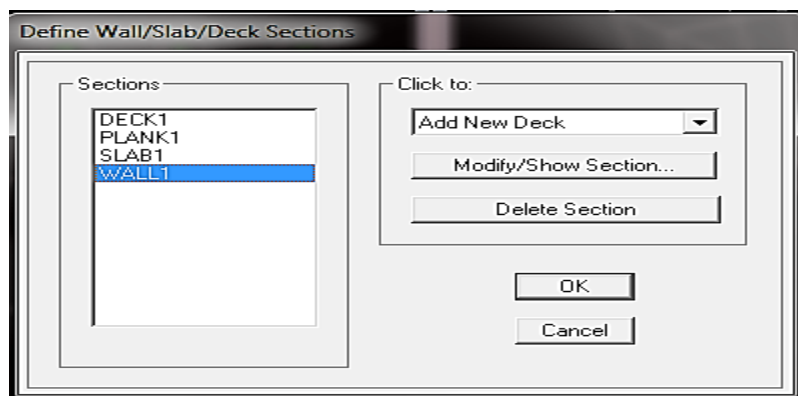 Define Wall/Slab/Deck Sections
Sections
DECK1
PLANK1
SLAB1
WALL1
Click to:
Add New Deck
Modify/Show Section...
Delete Section
OK
Cancel